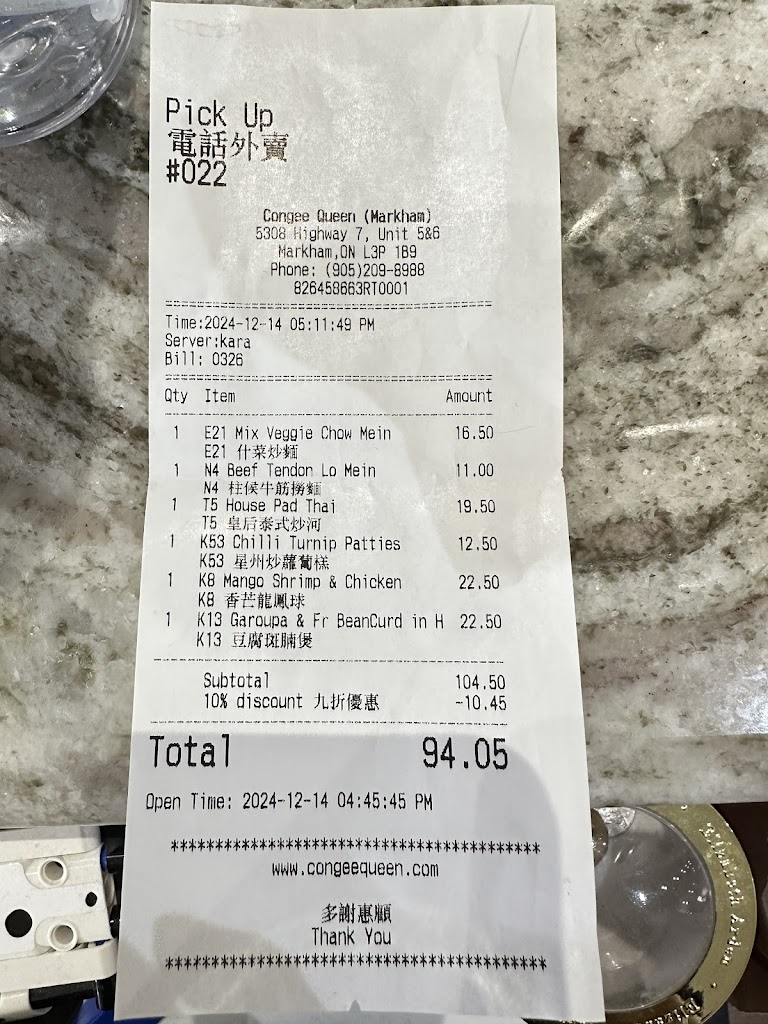 Pick Up
電話外賣
#022
Congee Queen (Markham)
5308 Highway 7, Unit 5&6
Markham,ON L3P 1B9
Phone: (905)209-8988
826458663RT0001
Time:2024-12-14 05:11:49 PM
Server:kara
Bill: 0326
Qty Item Amount
1 E21 Mix Veggie Chow Mein 16.50
E21 什菜炒麵
1 N4 Beef Tendon Lo Mein 11.00
N4 柱候牛筋撈麵
1 T5 House Pad Thai 19.50
T5 皇后泰式炒河
1 K53 Chilli Turnip Patties 12.50
K53 星州炒蘿蔔糕
1 K8 Mango Shrimp & Chicken 22.50
K8 香芒龍鳳球
1 K13 Garoupa & Fr BeanCurd in H 22.50
K13 豆腐斑腩煲
Subtotal 104.50
10% discount 九折優惠 -10.45
Total 94.05
Open Time: 2024-12-14 04:45:45 PM
****************************************
www.congeequeen.com
多謝惠顧
Thank You
****************************************
Elizabeth Arden